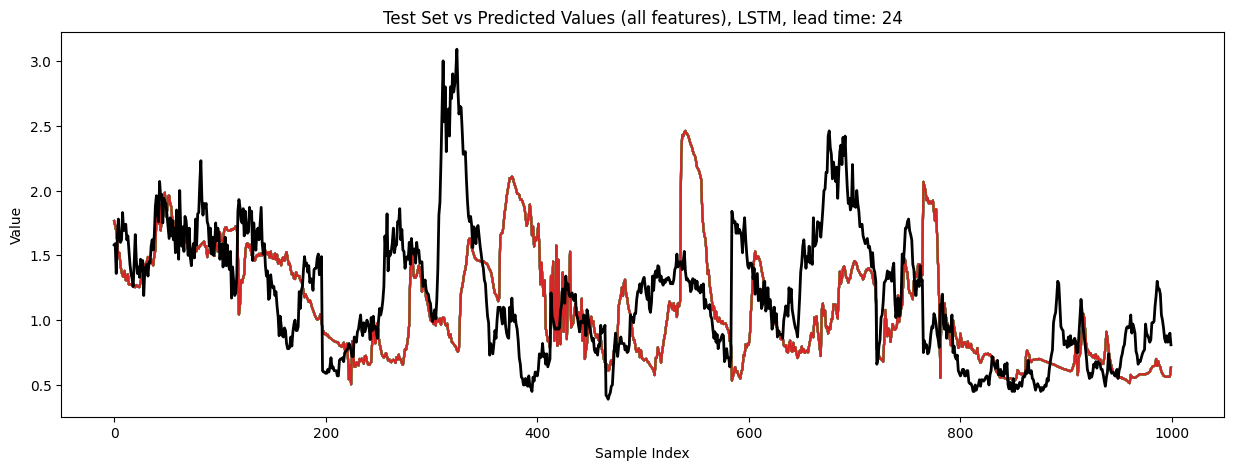 Test Set vs Predicted Values (all features), LSTM, lead time: 24
Value
3.0
2.5
2.0
1.5
1.0
0.5
0 200 400 600 800 1000
Sample Index